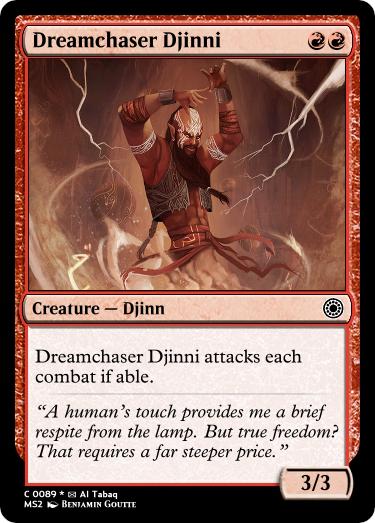 Dreamchaser Djinni
Creature — Djinn
Dreamchaser Djinni attacks each
combat if able.
“A human’s touch provides me a brief
respite from the lamp. But true freedom?
That requires a far steeper price.”
3/3
C 0089 * ✉ Al Tabaq
MS2 Benjamin Goutte